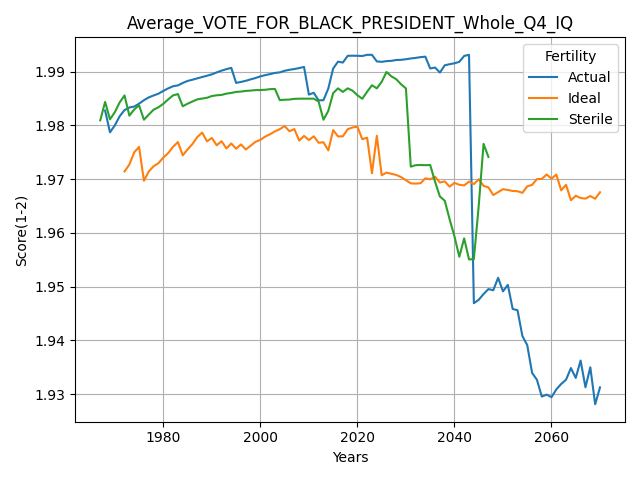 Average_VOTE_FOR_BLACK_PRESIDENT_Whole_Q4_IQ
Fertility
Actual
Ideal
Sterile
Score(1-2)
1.99
1.98
1.97
1.96
1.95
1.94
1.93
1980
2000
2020
2040
2060
Years